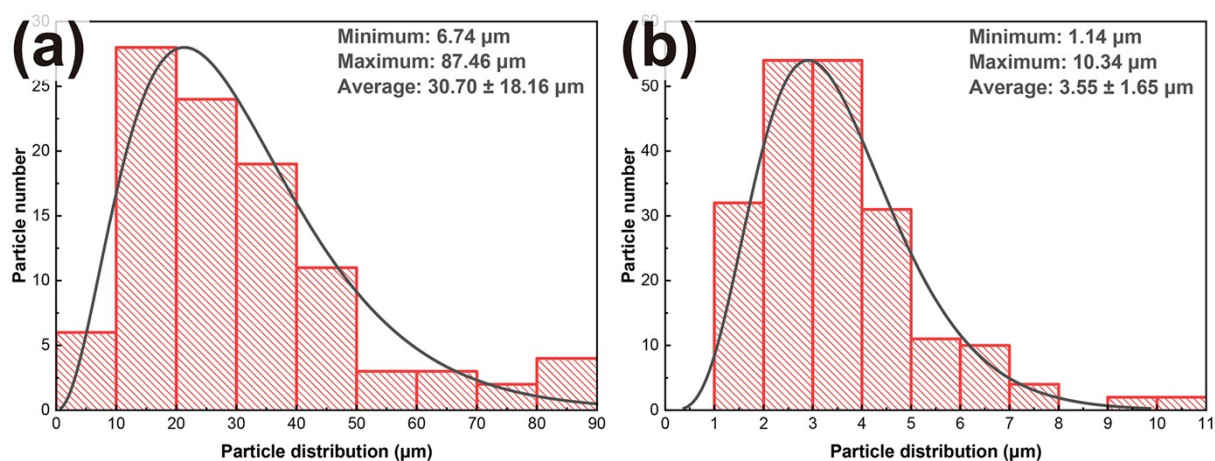 (a)
Minimum: 6.74 µm
Maximum: 87.46 µm
Average: 30.70 ± 18.16 µm
30
25
20
15
10
5
0
Particle number
0 10 20 30 40 50 60 70 80 90
Particle distribution (µm)
(b)
Minimum: 1.14 µm
Maximum: 10.34 µm
Average: 3.55 ± 1.65 µm
60
50
40
30
20
10
0
Particle number
0 1 2 3 4 5 6 7 8 9 10 11
Particle distribution (µm)